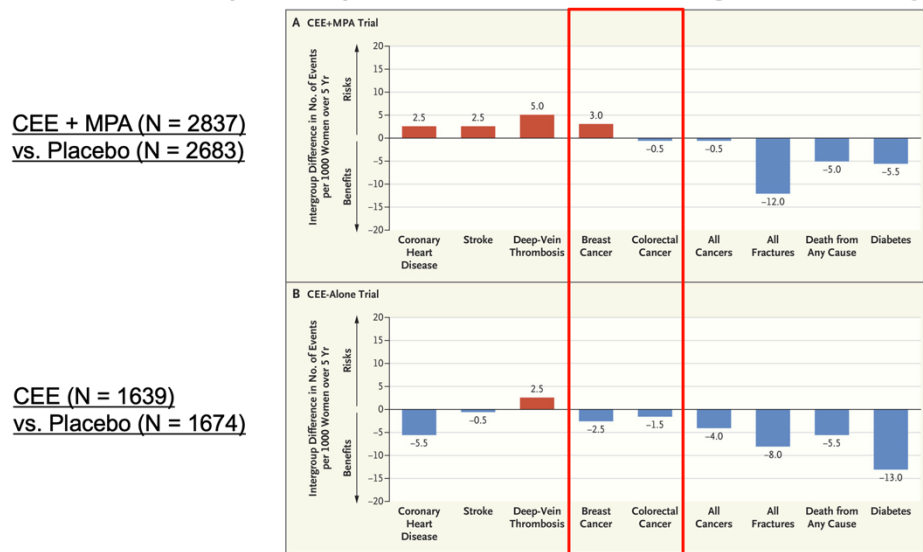 CEE + MPA (N = 2837)
vs. Placebo (N = 2683)
A CEE+MPA Trial
Intergroup Difference in No. of Events
per 1000 Women over 5 Yr
Risks
Benefits
20
15
10
5
0
−5
−10
−15
−20
2.5
2.5
5.0
3.0
−0.5
−0.5
−12.0
−5.0
−5.5
Coronary
Heart
Disease
Stroke
Deep-Vein
Thrombosis
Breast
Cancer
Colorectal
Cancer
All
Cancers
All
Fractures
Death from
Any Cause
Diabetes
CEE (N = 1639)
vs. Placebo (N = 1674)
B CEE-Alone Trial
Intergroup Difference in No. of Events
per 1000 Women over 5 Yr
Risks
Benefits
20
15
10
5
0
−5
−10
−15
−20
−5.5
−0.5
2.5
−2.5
−1.5
−4.0
−8.0
−5.5
−13.0
Coronary
Heart
Disease
Stroke
Deep-Vein
Thrombosis
Breast
Cancer
Colorectal
Cancer
All
Cancers
All
Fractures
Death from
Any Cause
Diabetes